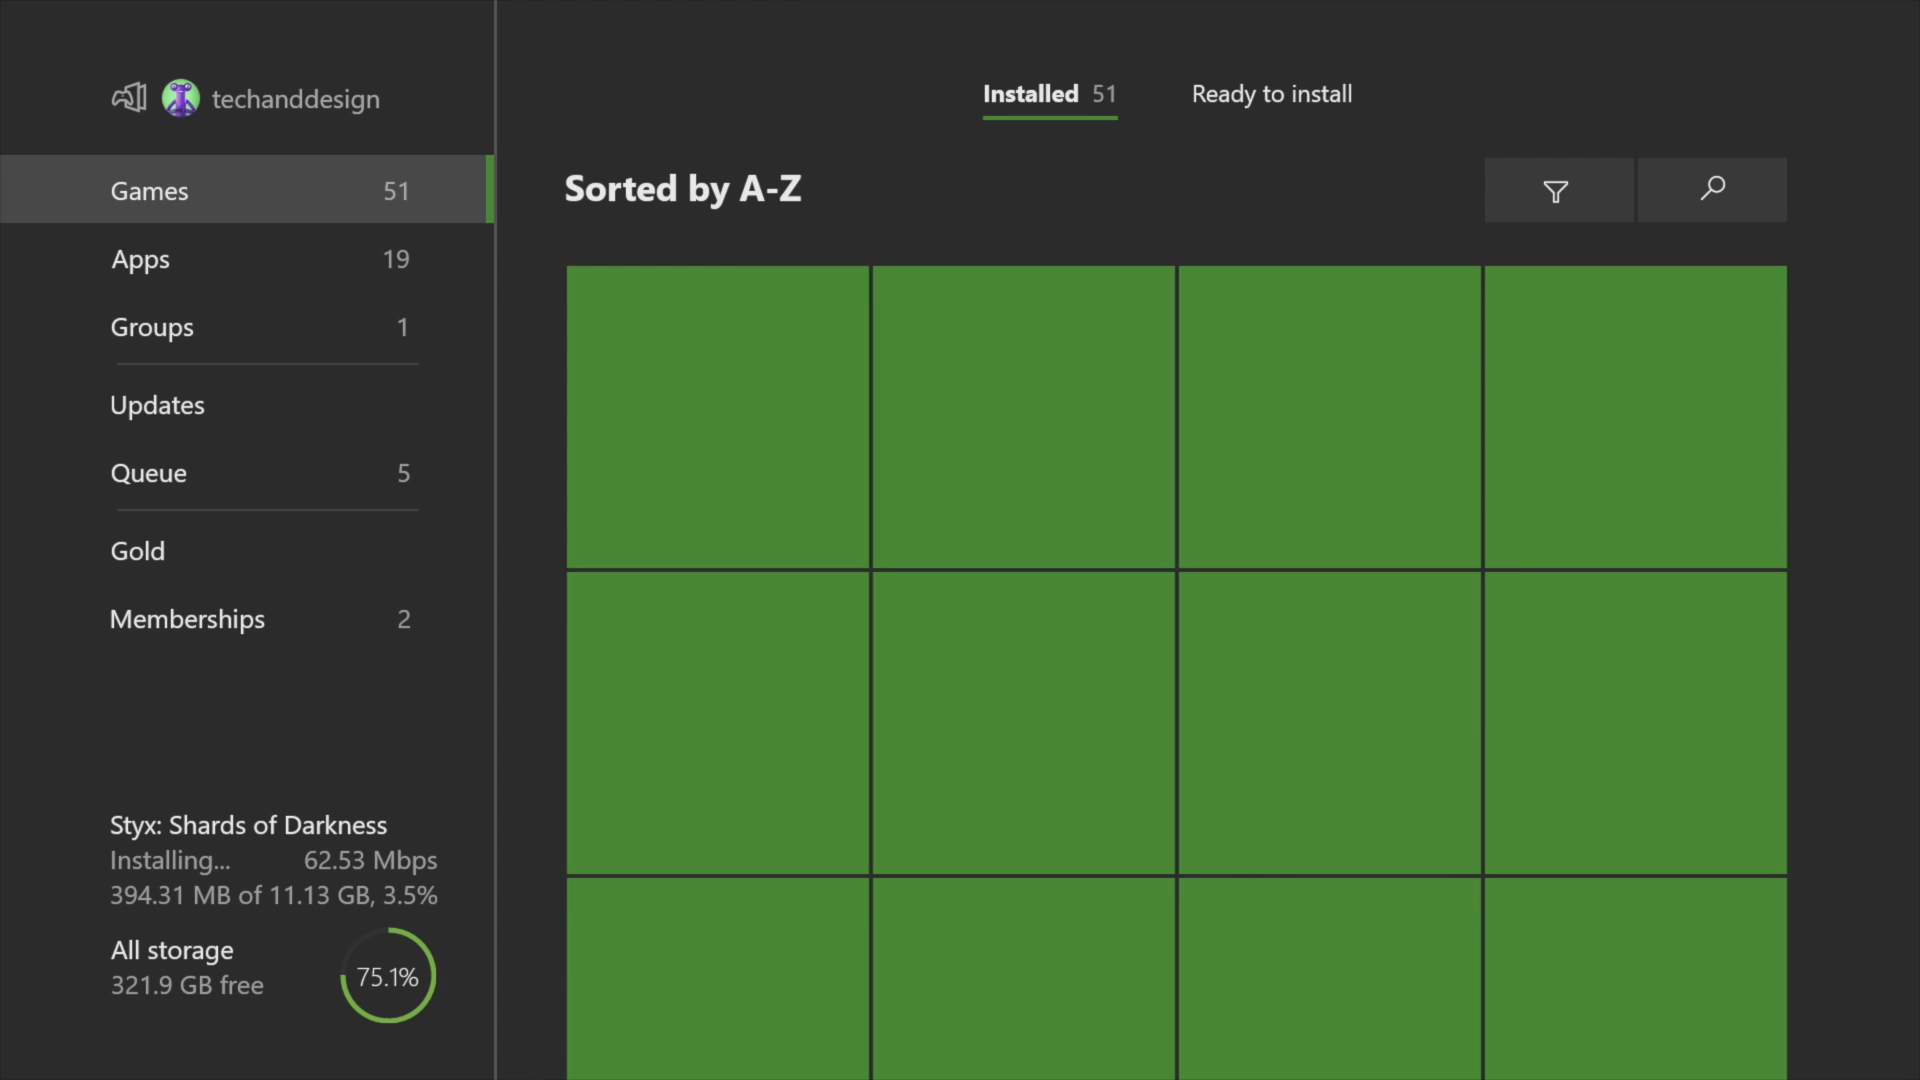 techanddesign
Games 51
Apps 19
Groups 1
Updates
Queue 5
Gold
Memberships 2
Styx: Shards of Darkness
Installing... 62.53 Mbps
394.31 MB of 11.13 GB, 3.5%
All storage
321.9 GB free
75.1%
Installed 51
Ready to install
Sorted by A-Z